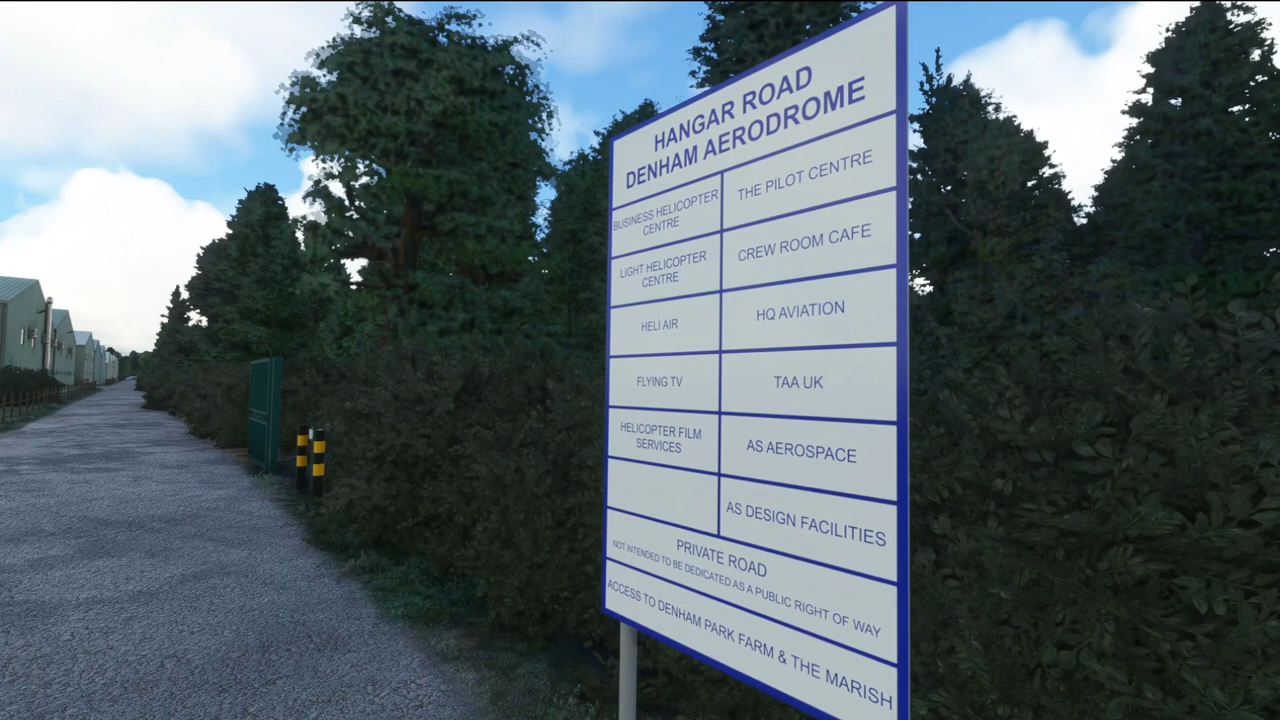 HANGAR ROAD
DENHAM AERODROME
BUSINESS HELICOPTER
CENTRE
THE PILOT CENTRE
LIGHT HELICOPTER
CENTRE
CREW ROOM CAFE
HELI AIR
HQ AVIATION
FLYING TV
TAA UK
HELICOPTER FILM
SERVICES
AS AEROSPACE
AS DESIGN FACILITIES
PRIVATE ROAD
NOT INTENDED TO BE DEDICATED AS A PUBLIC RIGHT OF WAY
ACCESS TO DENHAM PARK FARM & THE MARISH